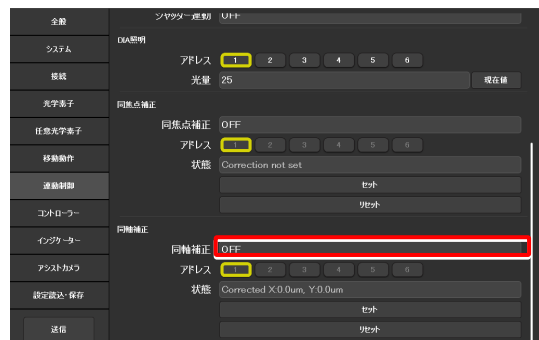 全般
システム
接続
光学素子
任意光学素子
移動動作
連動制御
コントローラー
インジケーター
アシストカメラ
設定読込・保存
送信
シャッター連動 OFF
DIA照明
アドレス 1 2 3 4 5 6
光量 25 現在値
同焦点補正
同焦点補正 OFF
アドレス 1 2 3 4 5 6
状態 Correction not set
セット
リセット
同軸補正
同軸補正 OFF
アドレス 1 2 3 4 5 6
状態 Corrected X:0.0um, Y:0.0um
セット
リセット